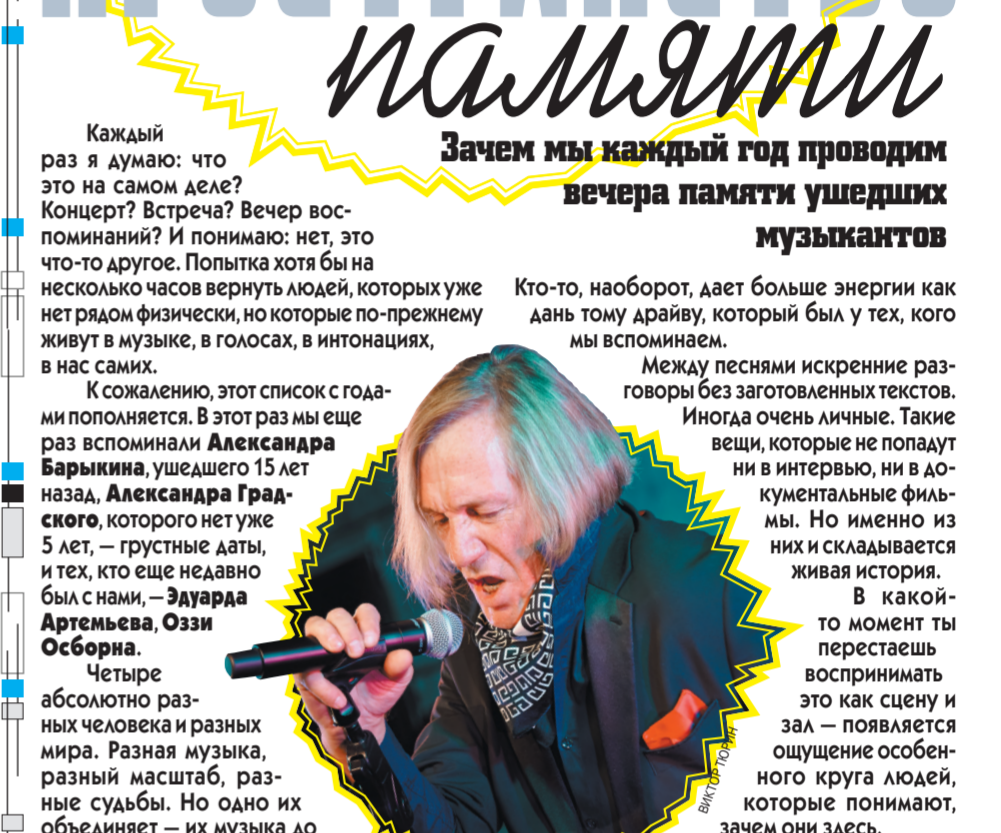 ПРОСТРАНСТВО
памяти
Зачем мы каждый год проводим
вечера памяти ушедших
музыкантов
Каждый
раз я думаю: что
это на самом деле?
Концерт? Встреча? Вечер вос-
поминаний? И понимаю: нет, это
что-то другое. Попытка хотя бы на
несколько часов вернуть людей, которых уже
нет рядом физически, но которые по-прежнему
живут в музыке, в голосах, в интонациях,
в нас самих.
К сожалению, этот список с года-
ми пополняется. В этот раз мы еще
раз вспоминали Александра
Барыкина, ушедшего 15 лет
назад, Александра Град-
ского, которого нет уже
5 лет, – грустные даты,
и тех, кто еще недавно
был с нами, – Эдуарда
Артемьева, Оззи
Осборна.
Четыре
абсолютно раз-
ных человека и разных
мира. Разная музыка,
разный масштаб, раз-
ные судьбы. Но одно их
объединяет – их музыка до
Кто-то, наоборот, дает больше энергии как
дань тому драйву, который был у тех, кого
мы вспоминаем.
Между песнями искренние раз-
говоры без заготовленных текстов.
Иногда очень личные. Такие
вещи, которые не попадут
ни в интервью, ни в до-
кументальные филь-
мы. Но именно из
них и складывается
живая история.
В какой-
то момент ты
перестаешь
воспринимать
это как сцену и
зал – появляется
ощущение особен-
ного круга людей,
которые понимают,
зачем они здесь.
ВИКТОР ТЮРИН